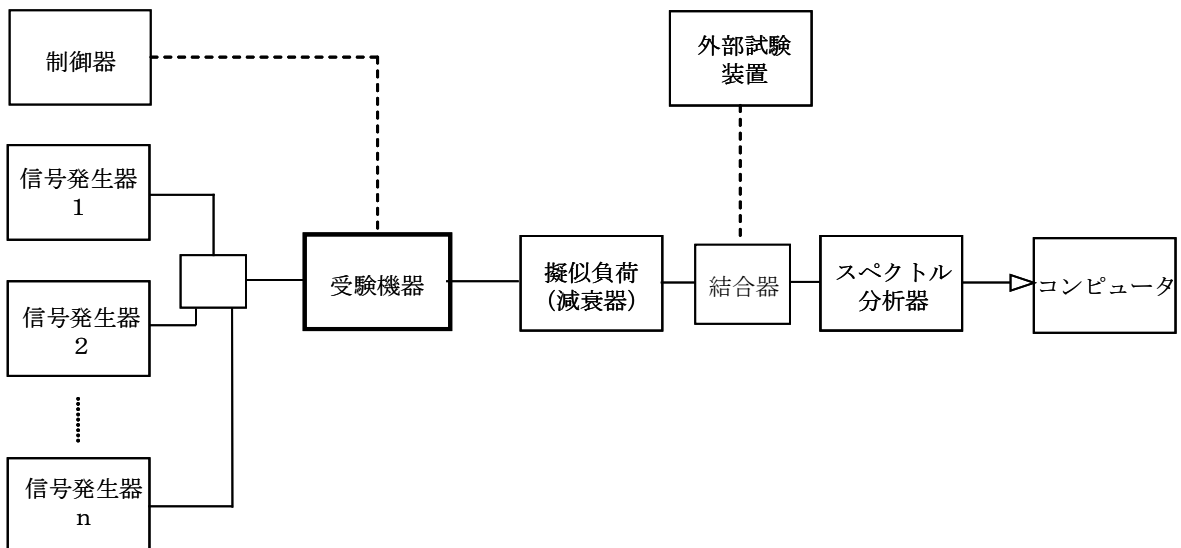 制御器
外部試験
装置
信号発生器
１
信号発生器
２
信号発生器
ｎ
受験機器
擬似負荷
（減衰器）
結合器
スペクトル
分析器
コンピュータ